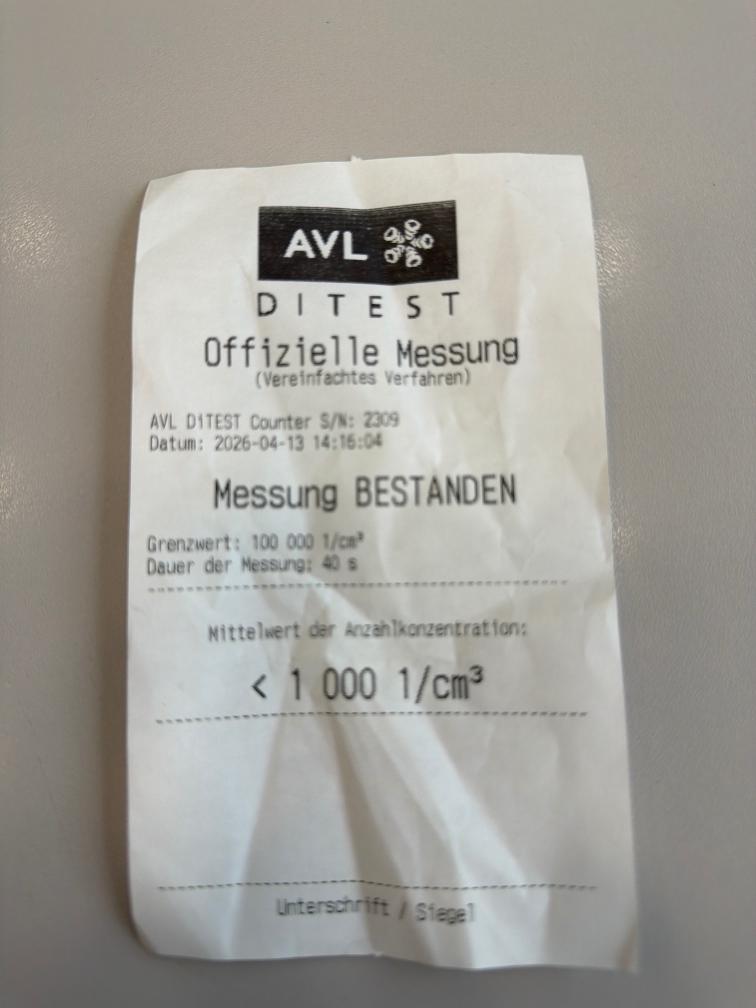 AVL
DITEST
Offizielle Messung
(Vereinfachtes Verfahren)
AVL DiTEST Counter S/N: 2309
Datum: 2026-04-13 14:16:04
Messung BESTANDEN
Grenzwert: 100 000 1/cm³
Dauer der Messung: 40 s
Mittelwert der Anzahlkonzentration:
< 1 000 1/cm³
Unterschrift / Siegel